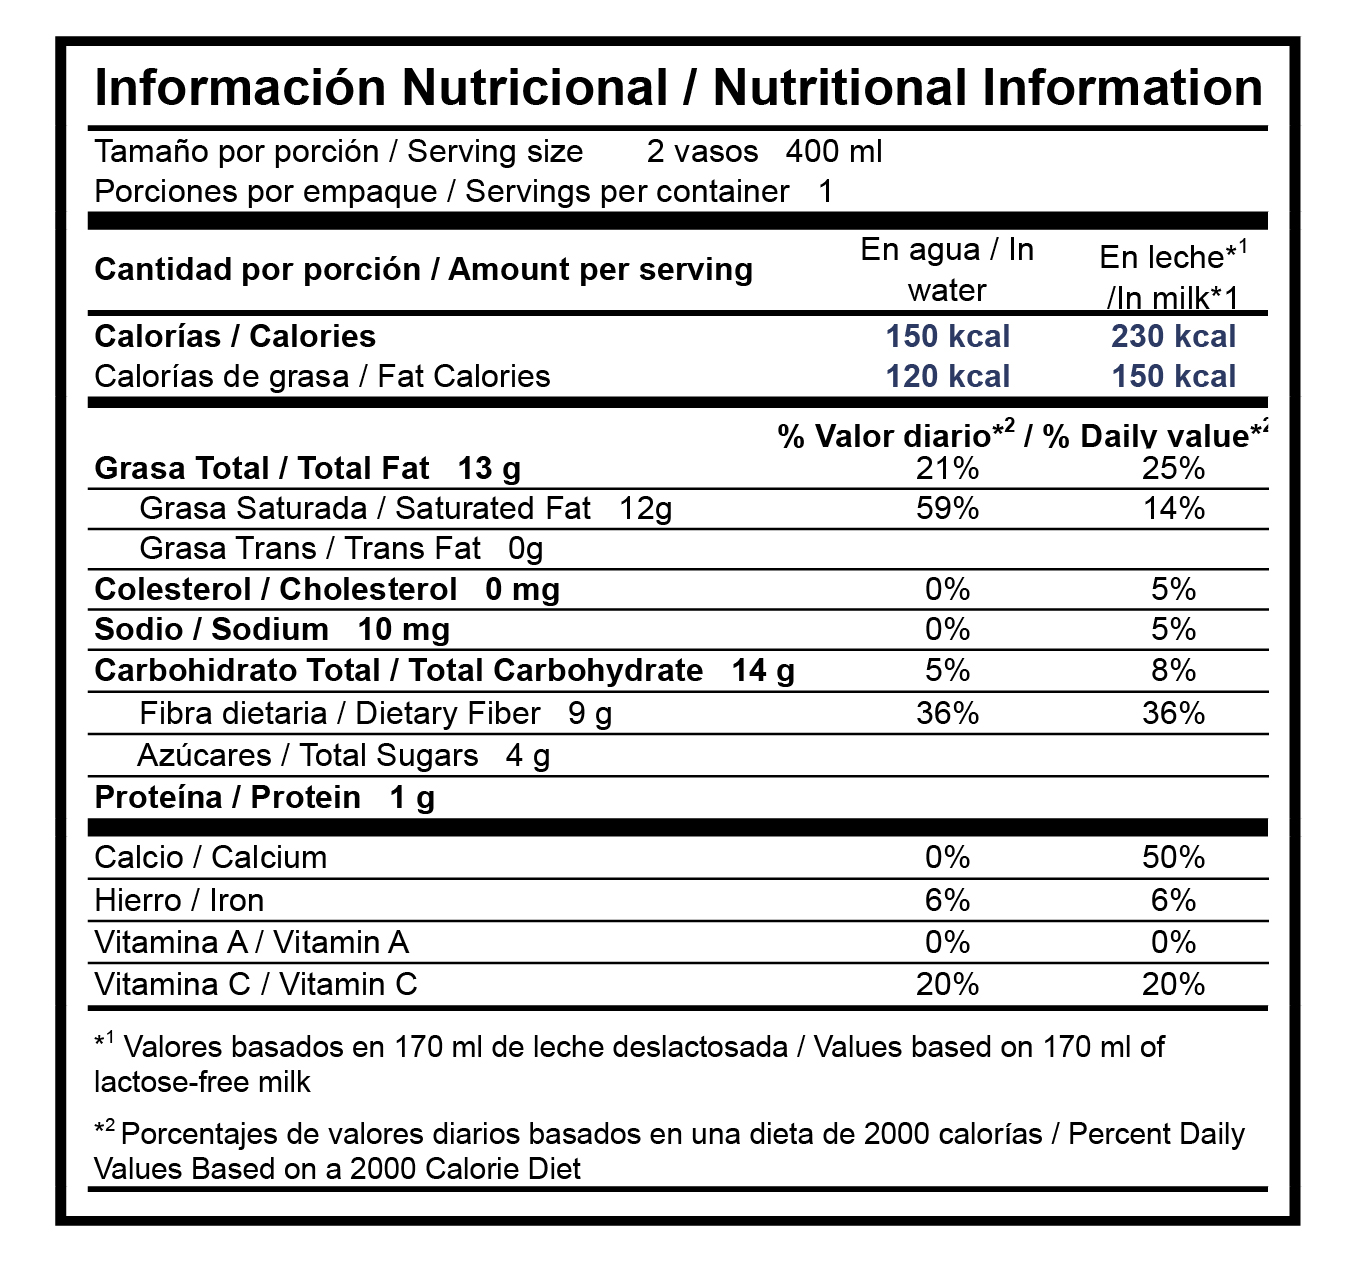 Información Nutricional / Nutritional Information
Tamaño por porción / Serving size 2 vasos 400 ml
Porciones por empaque / Servings per container 1
Cantidad por porción / Amount per serving En agua / In water En leche*1 /In milk*1
Calorías / Calories 150 kcal 230 kcal
Calorías de grasa / Fat Calories 120 kcal 150 kcal
% Valor diario*2 / % Daily value*2
Grasa Total / Total Fat 13 g 21% 25%
Grasa Saturada / Saturated Fat 12g 59% 14%
Grasa Trans / Trans Fat 0g
Colesterol / Cholesterol 0 mg 0% 5%
Sodio / Sodium 10 mg 0% 5%
Carbohidrato Total / Total Carbohydrate 14 g 5% 8%
Fibra dietaria / Dietary Fiber 9 g 36% 36%
Azúcares / Total Sugars 4 g
Proteína / Protein 1 g
Calcio / Calcium 0% 50%
Hierro / Iron 6% 6%
Vitamina A / Vitamin A 0% 0%
Vitamina C / Vitamin C 20% 20%
*1 Valores basados en 170 ml de leche deslactosada / Values based on 170 ml of
lactose-free milk
*2 Porcentajes de valores diarios basados en una dieta de 2000 calorías / Percent Daily
Values Based on a 2000 Calorie Diet